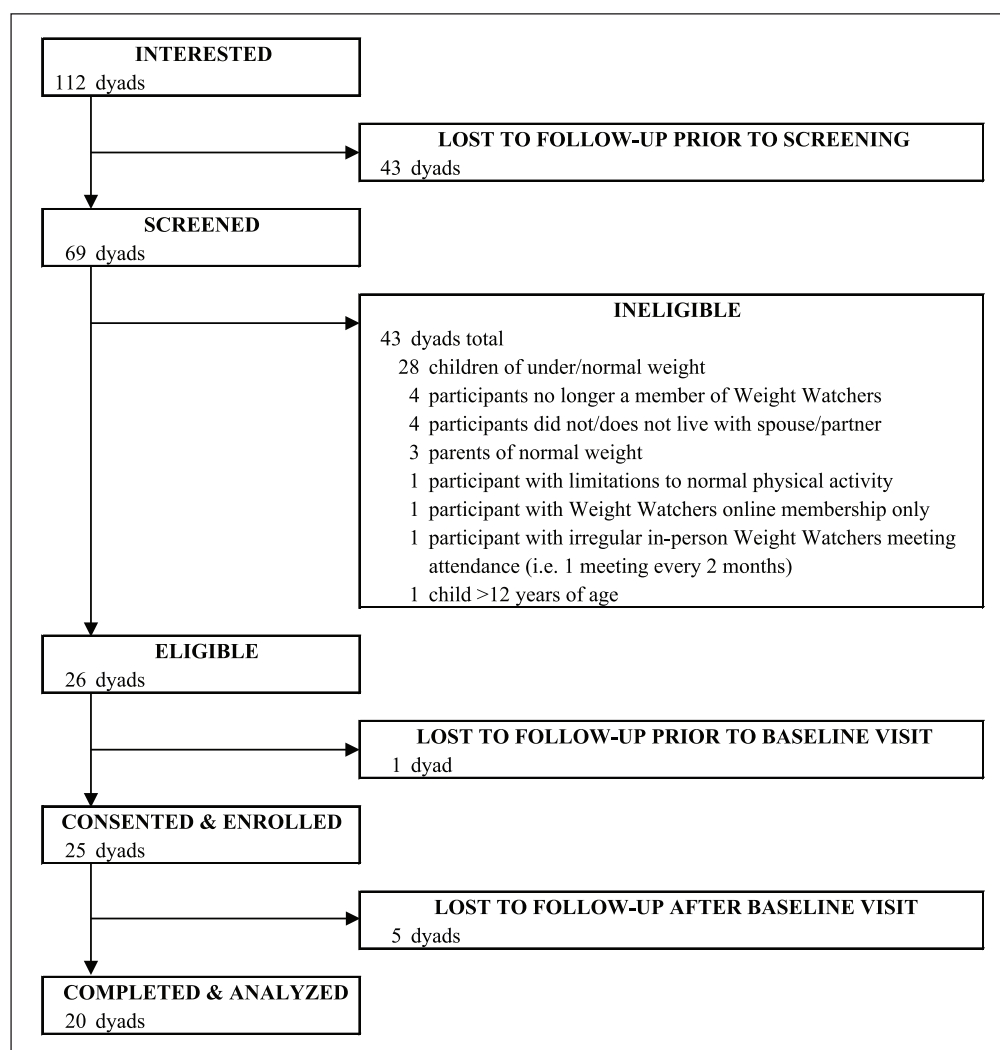 INTERESTED
112 dyads
LOST TO FOLLOW-UP PRIOR TO SCREENING
43 dyads
SCREENED
69 dyads
INELIGIBLE
43 dyads total
28 children of under/normal weight
4 participants no longer a member of Weight Watchers
4 participants did not/does not live with spouse/partner
3 parents of normal weight
1 participant with limitations to normal physical activity
1 participant with Weight Watchers online membership only
1 participant with irregular in-person Weight Watchers meeting
attendance (i.e. 1 meeting every 2 months)
1 child >12 years of age
ELIGIBLE
26 dyads
LOST TO FOLLOW-UP PRIOR TO BASELINE VISIT
1 dyad
CONSENTED & ENROLLED
25 dyads
LOST TO FOLLOW-UP AFTER BASELINE VISIT
5 dyads
COMPLETED & ANALYZED
20 dyads